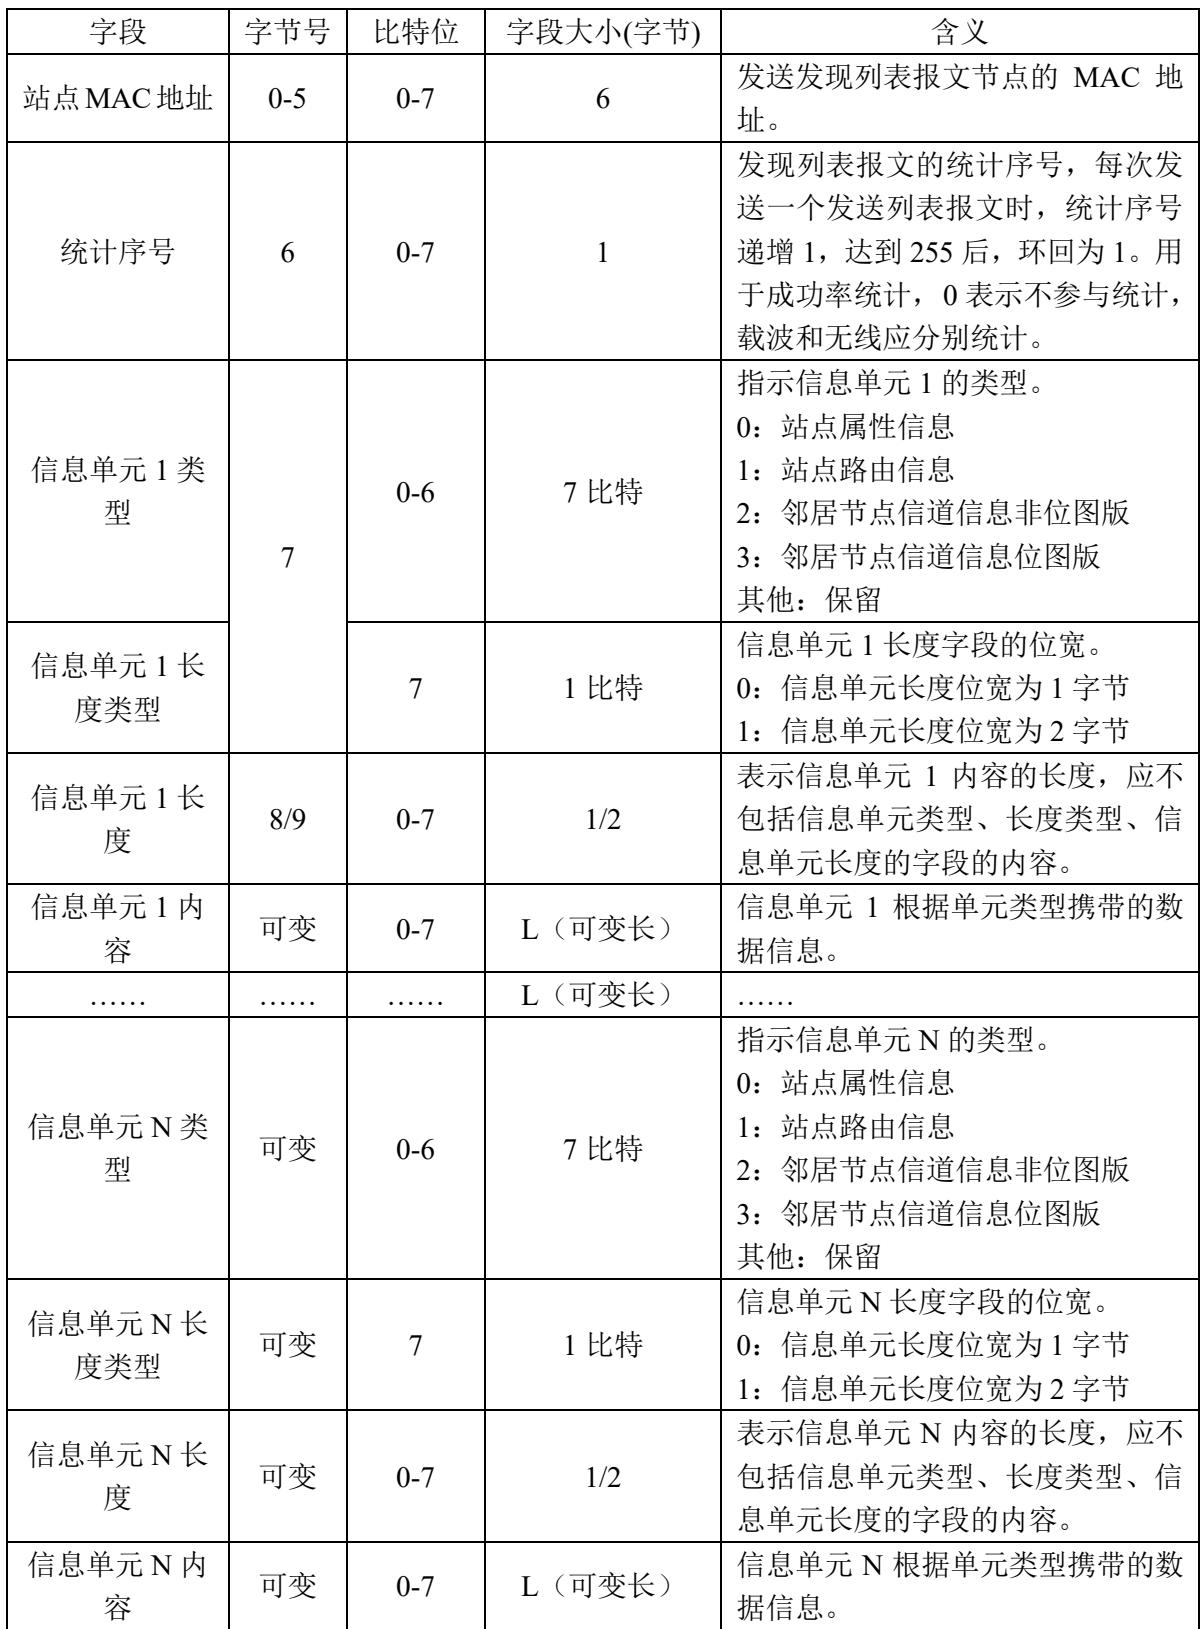 字段 字节号 比特位 字段大小(字节) 含义
站点 MAC 地址 0-5 0-7 6 发送发现列表报文节点的 MAC 地
址。
统计序号 6 0-7 1 发现列表报文的统计序号，每次发
送一个发送列表报文时，统计序号
递增 1，达到 255 后，环回为 1。用
于成功率统计，0 表示不参与统计，
载波和无线应分别统计。
信息单元 1 类
型
7
0-6 7 比特 指示信息单元 1 的类型。
0：站点属性信息
1：站点路由信息
2：邻居节点信道信息非位图版
3：邻居节点信道信息位图版
其他：保留
信息单元 1 长
度类型
7 1 比特 信息单元 1 长度字段的位宽。
0：信息单元长度位宽为 1 字节
1：信息单元长度位宽为 2 字节
信息单元 1 长
度
8/9 0-7 1/2 表示信息单元 1 内容的长度，应不
包括信息单元类型、长度类型、信
息单元长度的字段的内容。
信息单元 1 内
容
可变 0-7 L（可变长） 信息单元 1 根据单元类型携带的数
据信息。
…… …… …… L（可变长） ……
信息单元 N 类
型
可变 0-6 7 比特 指示信息单元 N 的类型。
0：站点属性信息
1：站点路由信息
2：邻居节点信道信息非位图版
3：邻居节点信道信息位图版
其他：保留
信息单元 N 长
度类型
可变 7 1 比特 信息单元 N 长度字段的位宽。
0：信息单元长度位宽为 1 字节
1：信息单元长度位宽为 2 字节
信息单元 N 长
度
可变 0-7 1/2 表示信息单元 N 内容的长度，应不
包括信息单元类型、长度类型、信
息单元长度的字段的内容。
信息单元 N 内
容
可变 0-7 L（可变长） 信息单元 N 根据单元类型携带的数
据信息。